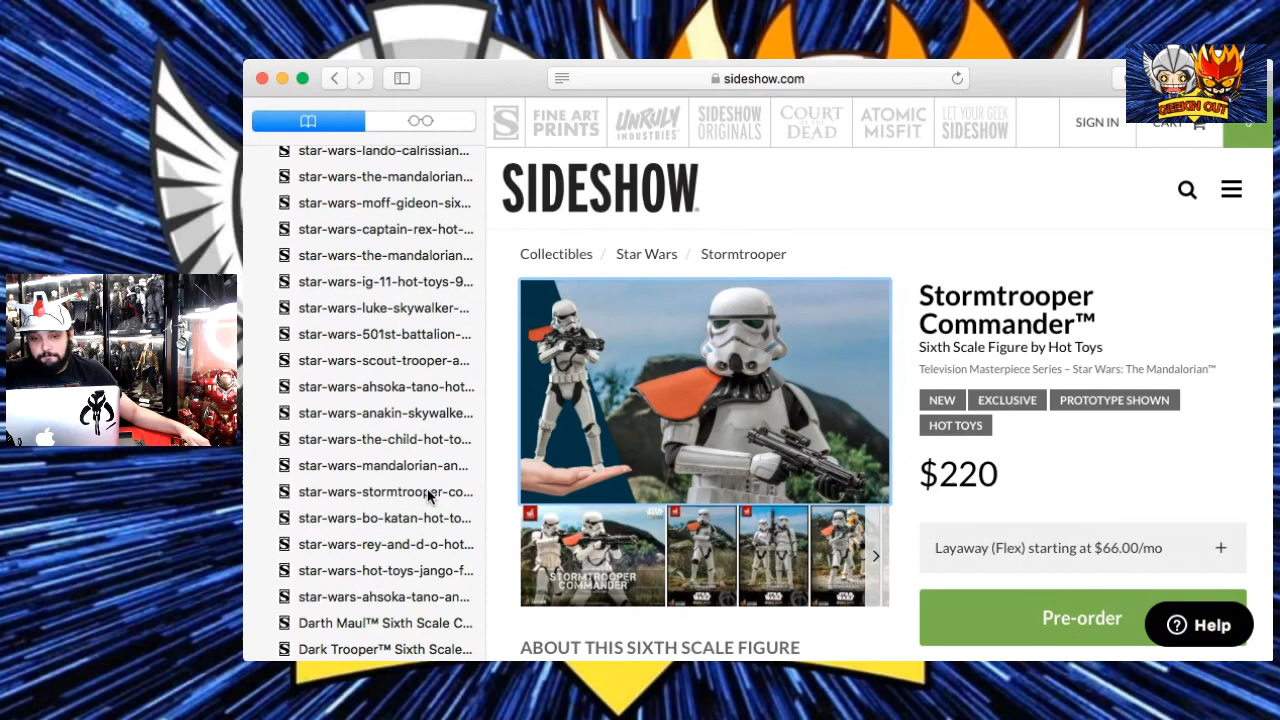 sideshow.com
FINE ART
PRINTS
UNRULY
INDUSTRIES
SIDESHOW
ORIGINALS
COURT
OF THE
DEAD
ATOMIC
MISFIT
LET YOUR GEEK
SIDESHOW
SIGN IN
CART
GEEKIN OUT
star-wars-lando-calrissian...
star-wars-the-mandalorian...
star-wars-moff-gideon-six...
star-wars-captain-rex-hot-...
star-wars-the-mandalorian...
star-wars-ig-11-hot-toys-9...
star-wars-luke-skywalker-...
star-wars-501st-battalion-...
star-wars-scout-trooper-a...
star-wars-ahsoka-tano-hot...
star-wars-anakin-skywalke...
star-wars-the-child-hot-to...
star-wars-mandalorian-an...
star-wars-stormtrooper-co...
star-wars-bo-katan-hot-to...
star-wars-rey-and-d-o-hot...
star-wars-hot-toys-jango-f...
star-wars-ahsoka-tano-an...
Darth Maul™ Sixth Scale C...
Dark Trooper™ Sixth Scale...
SIDESHOW
Collectibles / Star Wars / Stormtrooper
Stormtrooper
Commander™
Sixth Scale Figure by Hot Toys
Television Masterpiece Series – Star Wars: The Mandalorian™
NEW
EXCLUSIVE
PROTOTYPE SHOWN
HOT TOYS
$220
Layaway (Flex) starting at $66.00/mo +
Pre-order
? Help
STORMTROOPER
COMMANDER
ABOUT THIS SIXTH SCALE FIGURE